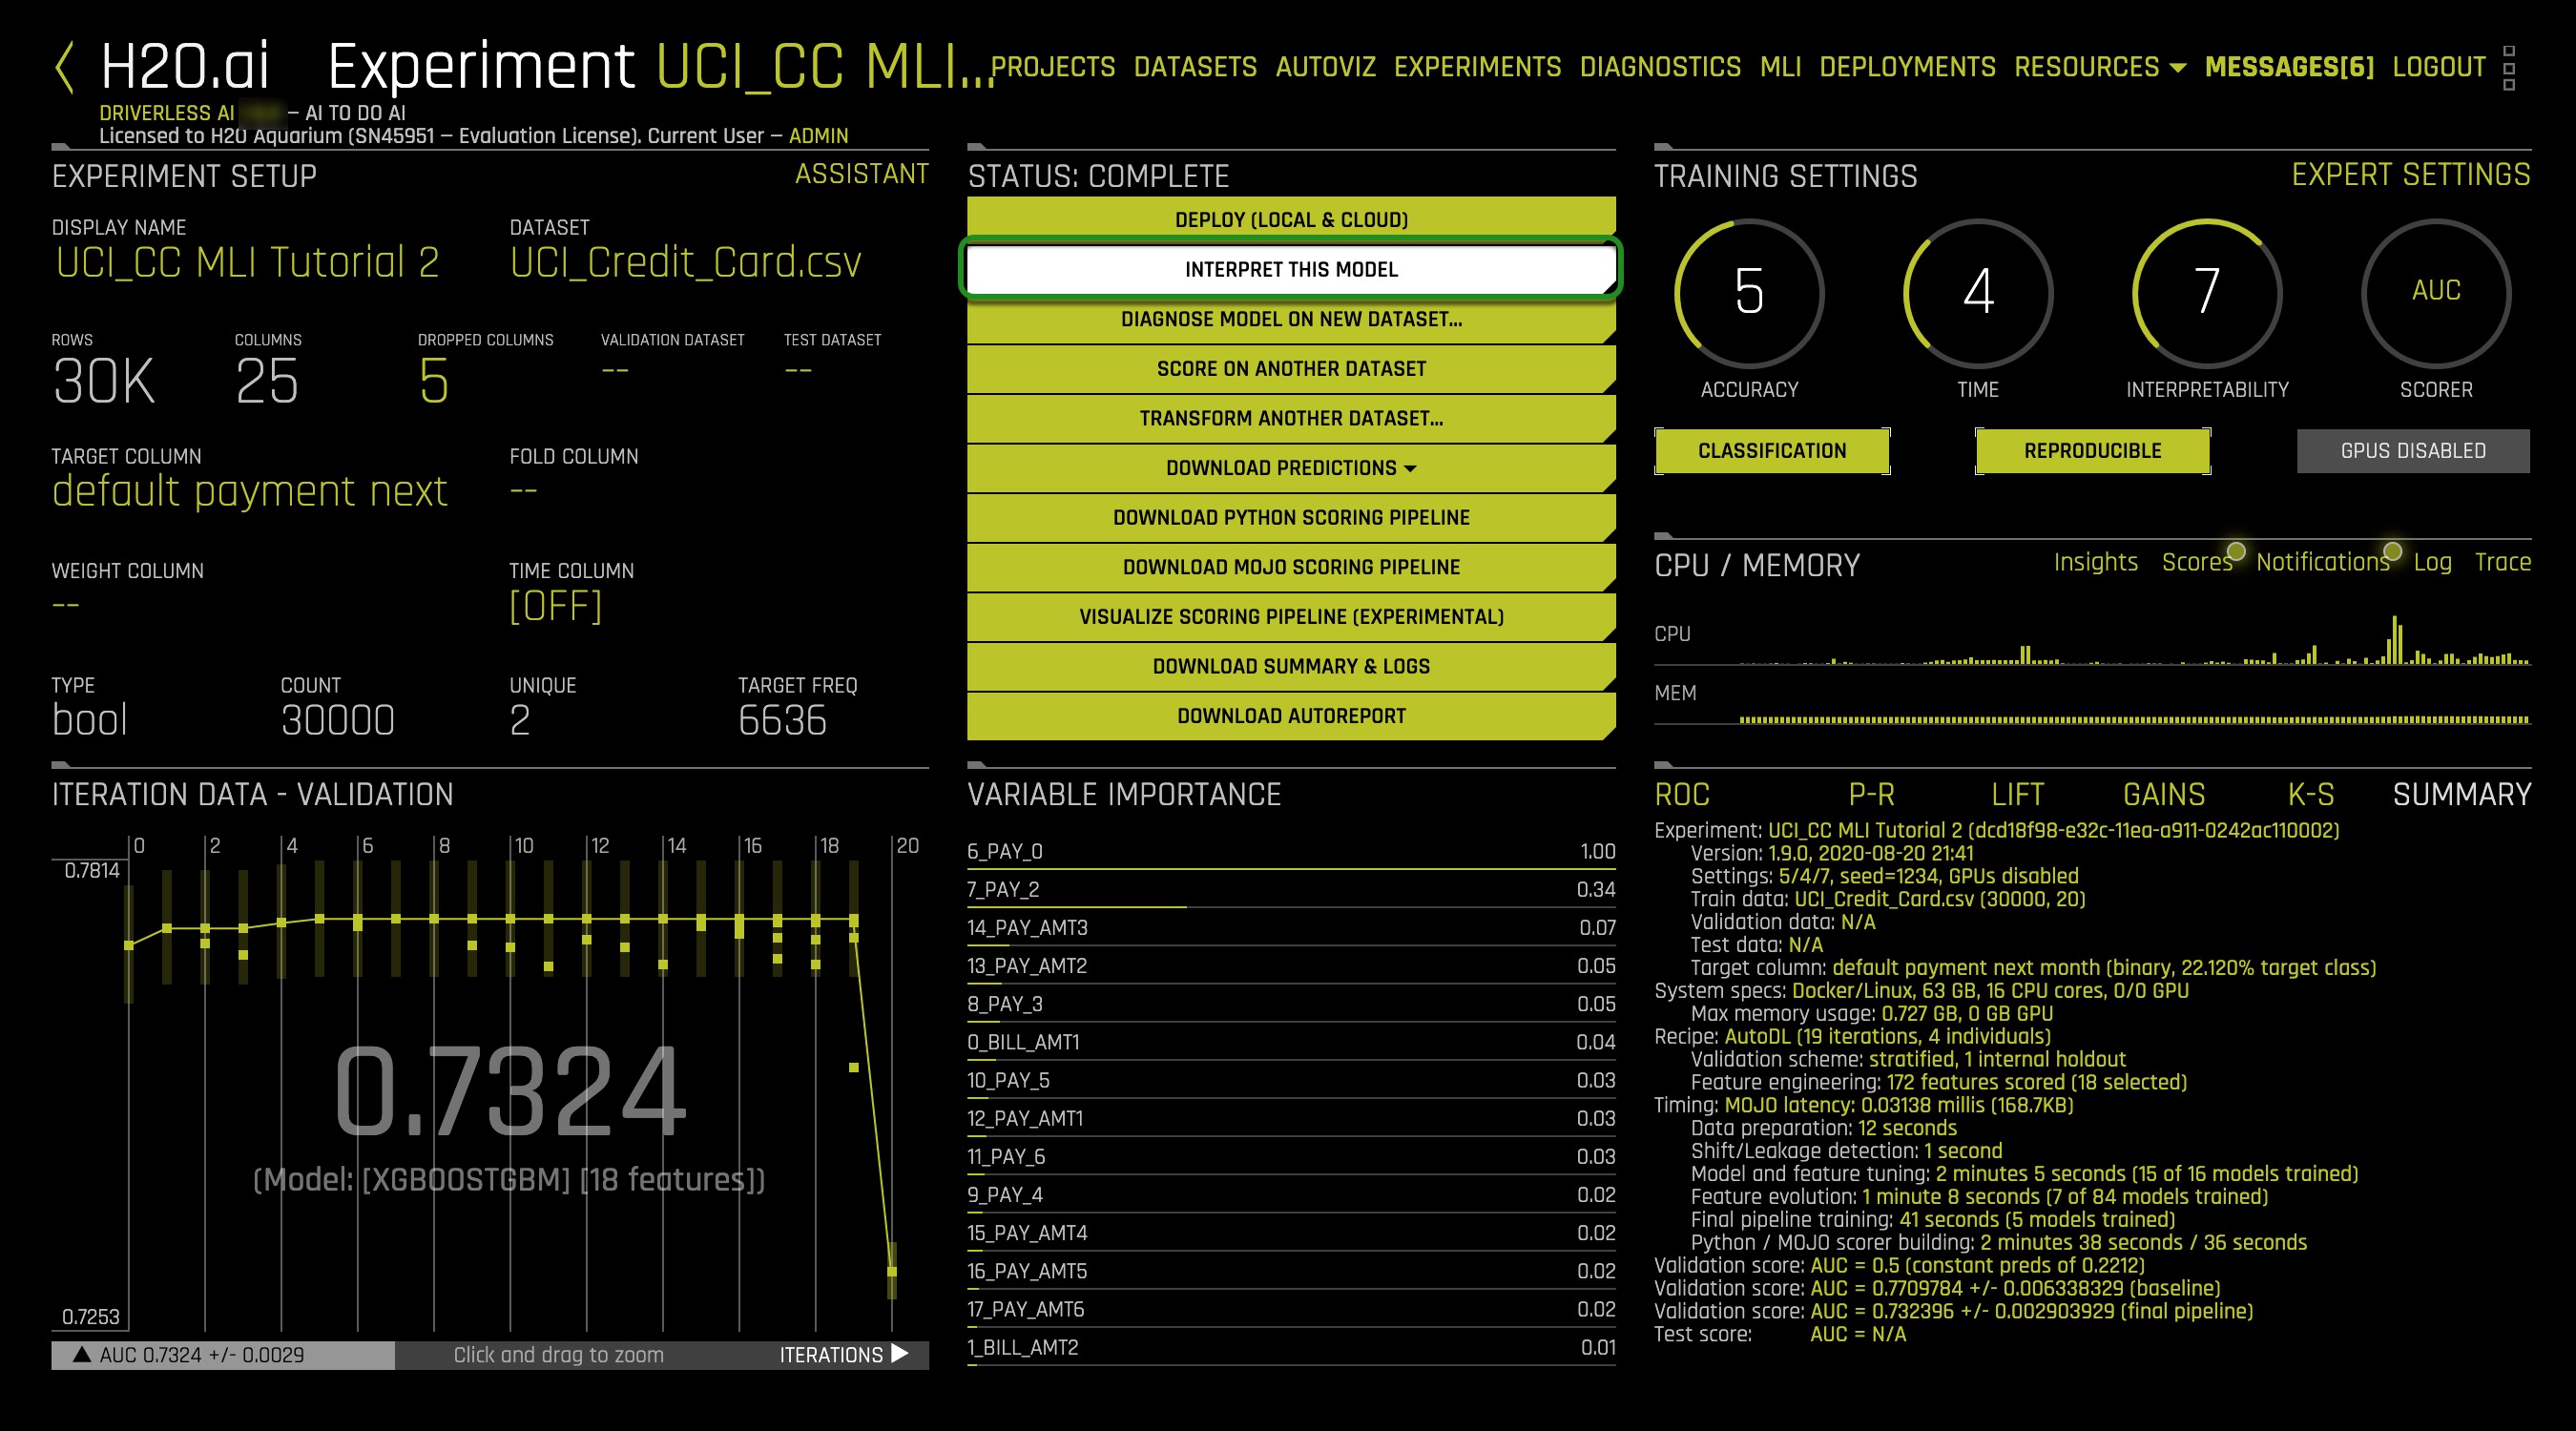 H2O.ai Experiment UCI_CC MLI... PROJECTS DATASETS AUTOVIZ EXPERIMENTS DIAGNOSTICS MLI DEPLOYMENTS RESOURCES MESSAGES[6] LOGOUT
DRIVERLESS AI – AI TO DO AI
Licensed to H2O Aquarium (SN45951 – Evaluation License). Current User – ADMIN
EXPERIMENT SETUP ASSISTANT
DISPLAY NAME DATASET
UCI_CC MLI Tutorial 2 UCI_Credit_Card.csv
ROWS COLUMNS DROPPED COLUMNS VALIDATION DATASET TEST DATASET
30K 25 5 -- --
TARGET COLUMN FOLD COLUMN
default payment next --
WEIGHT COLUMN TIME COLUMN
-- [OFF]
TYPE COUNT UNIQUE TARGET FREQ
bool 30000 2 6636
STATUS: COMPLETE
DEPLOY (LOCAL & CLOUD)
INTERPRET THIS MODEL
DIAGNOSE MODEL ON NEW DATASET...
SCORE ON ANOTHER DATASET
TRANSFORM ANOTHER DATASET...
DOWNLOAD PREDICTIONS
DOWNLOAD PYTHON SCORING PIPELINE
DOWNLOAD MOJO SCORING PIPELINE
VISUALIZE SCORING PIPELINE (EXPERIMENTAL)
DOWNLOAD SUMMARY & LOGS
DOWNLOAD AUTOREPORT
TRAINING SETTINGS EXPERT SETTINGS
5 4 7 AUC
ACCURACY TIME INTERPRETABILITY SCORER
CLASSIFICATION REPRODUCIBLE GPUS DISABLED
CPU / MEMORY Insights Scores Notifications Log Trace
CPU
MEM
ITERATION DATA - VALIDATION
0 2 4 6 8 10 12 14 16 18 20
0.7814
0.7324
(Model: [XGBOOSTGBM] [18 features])
0.7253
AUC 0.7324 +/- 0.0029 Click and drag to zoom ITERATIONS
VARIABLE IMPORTANCE
6_PAY_0 1.00
7_PAY_2 0.34
14_PAY_AMT3 0.07
13_PAY_AMT2 0.05
8_PAY_3 0.05
0_BILL_AMT1 0.04
10_PAY_5 0.03
12_PAY_AMT1 0.03
11_PAY_6 0.03
9_PAY_4 0.02
15_PAY_AMT4 0.02
16_PAY_AMT5 0.02
17_PAY_AMT6 0.02
1_BILL_AMT2 0.01
ROC P-R LIFT GAINS K-S SUMMARY
Experiment: UCI_CC MLI Tutorial 2 (dcd18f98-e32c-11ea-a911-0242ac110002)
Version: 1.9.0, 2020-08-20 21:41
Settings: 5/4/7, seed=1234, GPUs disabled
Train data: UCI_Credit_Card.csv (30000, 20)
Validation data: N/A
Test data: N/A
Target column: default payment next month (binary, 22.120% target class)
System specs: Docker/Linux, 63 GB, 16 CPU cores, 0/0 GPU
Max memory usage: 0.727 GB, 0 GB GPU
Recipe: AutoDL (19 iterations, 4 individuals)
Validation scheme: stratified, 1 internal holdout
Feature engineering: 172 features scored (18 selected)
Timing: MOJO latency: 0.03138 millis (168.7KB)
Data preparation: 12 seconds
Shift/Leakage detection: 1 second
Model and feature tuning: 2 minutes 5 seconds (15 of 16 models trained)
Feature evolution: 1 minute 8 seconds (7 of 84 models trained)
Final pipeline training: 41 seconds (5 models trained)
Python / MOJO scorer building: 2 minutes 38 seconds / 36 seconds
Validation score: AUC = 0.5 (constant preds of 0.2212)
Validation score: AUC = 0.7709784 +/- 0.006338329 (baseline)
Validation score: AUC = 0.732396 +/- 0.002903929 (final pipeline)
Test score: AUC = N/A